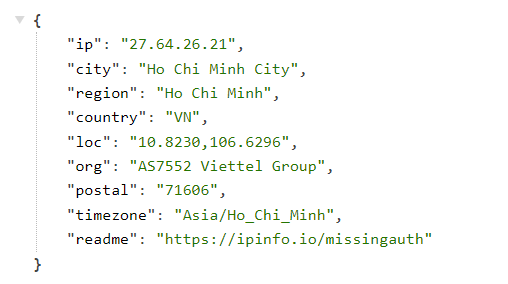 {
"ip": "27.64.26.21",
"city": "Ho Chi Minh City",
"region": "Ho Chi Minh",
"country": "VN",
"loc": "10.8230,106.6296",
"org": "AS7552 Viettel Group",
"postal": "71606",
"timezone": "Asia/Ho_Chi_Minh",
"readme": "https://ipinfo.io/missingauth"
}